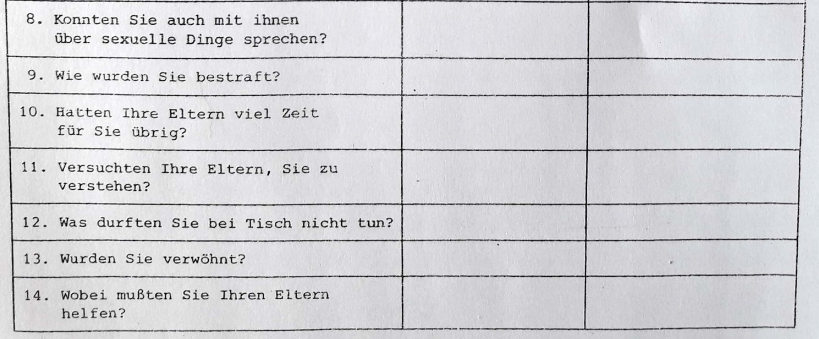 8. Konnten Sie auch mit ihnen
über sexuelle Dinge sprechen?
9. Wie wurden Sie bestraft?
10. Hatten Ihre Eltern viel Zeit
für Sie übrig?
11. Versuchten Ihre Eltern, Sie zu
verstehen?
12. Was durften Sie bei Tisch nicht tun?
13. Wurden Sie verwöhnt?
14. Wobei mußten Sie Ihren Eltern
helfen?